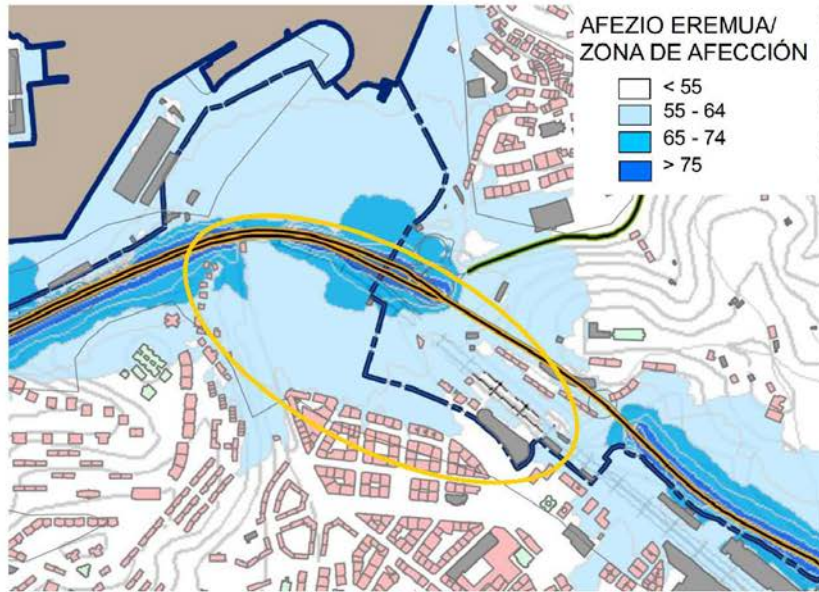 AFEZIO EREMUA/
ZONA DE AFECCIÓN
< 55
55 - 64
65 - 74
> 75